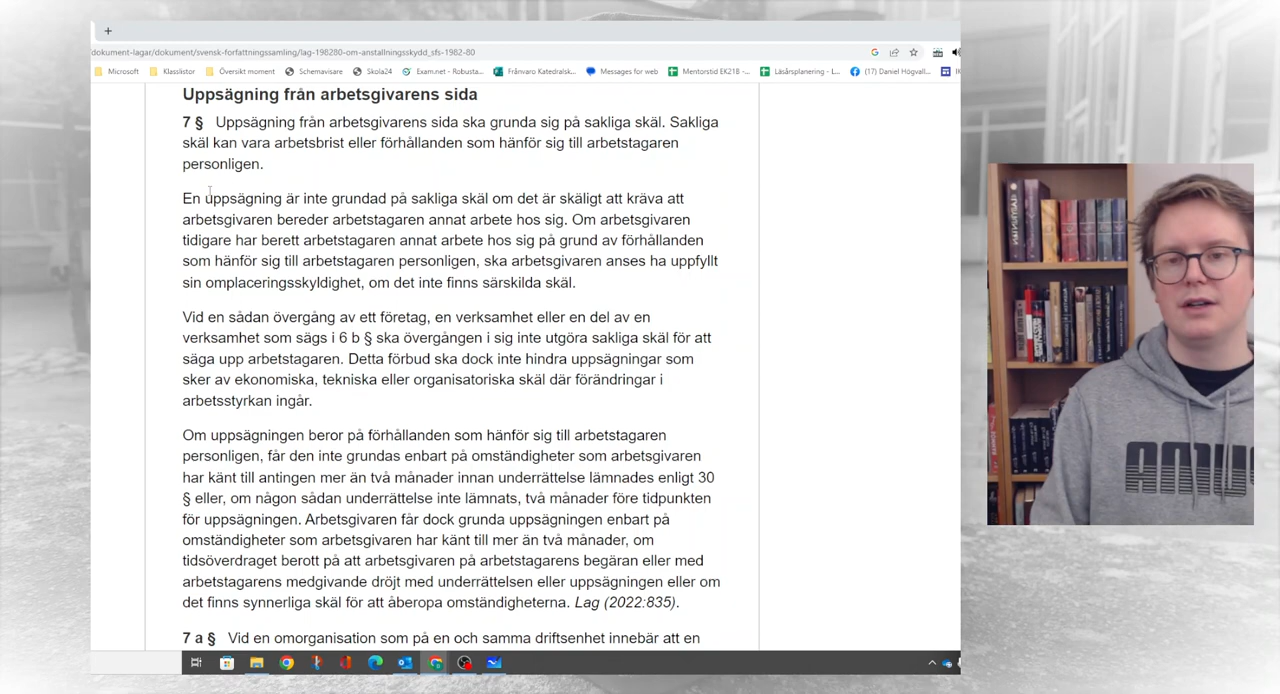 +
dokument-lagar/dokument/svensk-forfattningssamling/lag-198280-om-anstallningsskydd_sfs-1982-80
Microsoft Klasslistor Översikt moment Schemavisare Skola24 Exam.net - Robusta... Frånvaro Katedralsk... Messages for web Mentorstid EK21B -... Läsårsplanering - L... (17) Daniel Högvall...
Uppsägning från arbetsgivarens sida
7 § Uppsägning från arbetsgivarens sida ska grunda sig på sakliga skäl. Sakliga
skäl kan vara arbetsbrist eller förhållanden som hänför sig till arbetstagaren
personligen.
En uppsägning är inte grundad på sakliga skäl om det är skäligt att kräva att
arbetsgivaren bereder arbetstagaren annat arbete hos sig. Om arbetsgivaren
tidigare har berett arbetstagaren annat arbete hos sig på grund av förhållanden
som hänför sig till arbetstagaren personligen, ska arbetsgivaren anses ha uppfyllt
sin omplaceringsskyldighet, om det inte finns särskilda skäl.
Vid en sådan övergång av ett företag, en verksamhet eller en del av en
verksamhet som sägs i 6 b § ska övergången i sig inte utgöra sakliga skäl för att
säga upp arbetstagaren. Detta förbud ska dock inte hindra uppsägningar som
sker av ekonomiska, tekniska eller organisatoriska skäl där förändringar i
arbetsstyrkan ingår.
Om uppsägningen beror på förhållanden som hänför sig till arbetstagaren
personligen, får den inte grundas enbart på omständigheter som arbetsgivaren
har känt till antingen mer än två månader innan underrättelse lämnades enligt 30
§ eller, om någon sådan underrättelse inte lämnats, två månader före tidpunkten
för uppsägningen. Arbetsgivaren får dock grunda uppsägningen enbart på
omständigheter som arbetsgivaren har känt till mer än två månader, om
tidsöverdraget berott på att arbetsgivaren på arbetstagarens begäran eller med
arbetstagarens medgivande dröjt med underrättelsen eller uppsägningen eller om
det finns synnerliga skäl för att åberopa omständigheterna. Lag (2022:835).
7 a § Vid en omorganisation som på en och samma driftsenhet innebär att en